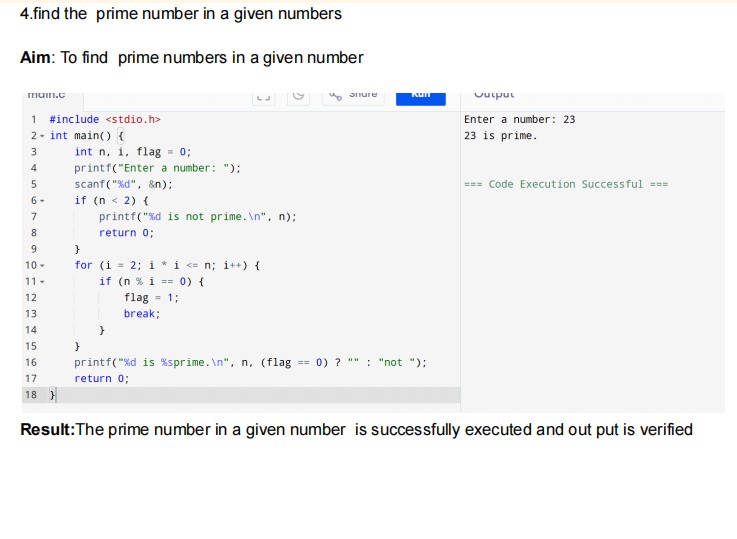 4.find the prime number in a given numbers
Aim: To find prime numbers in a given number
main.c Share Run Output
1 #include <stdio.h>
2 int main() {
3 int n, i, flag = 0;
4 printf("Enter a number: ");
5 scanf("%d", &n);
6 if (n < 2) {
7 printf("%d is not prime.\n", n);
8 return 0;
9 }
10 for (i = 2; i * i <= n; i++) {
11 if (n % i == 0) {
12 flag = 1;
13 break;
14 }
15 }
16 printf("%d is %sprime.\n", n, (flag == 0) ? "" : "not ");
17 return 0;
18 }
Enter a number: 23
23 is prime.
=== Code Execution Successful ===
Result:The prime number in a given number is successfully executed and out put is verified